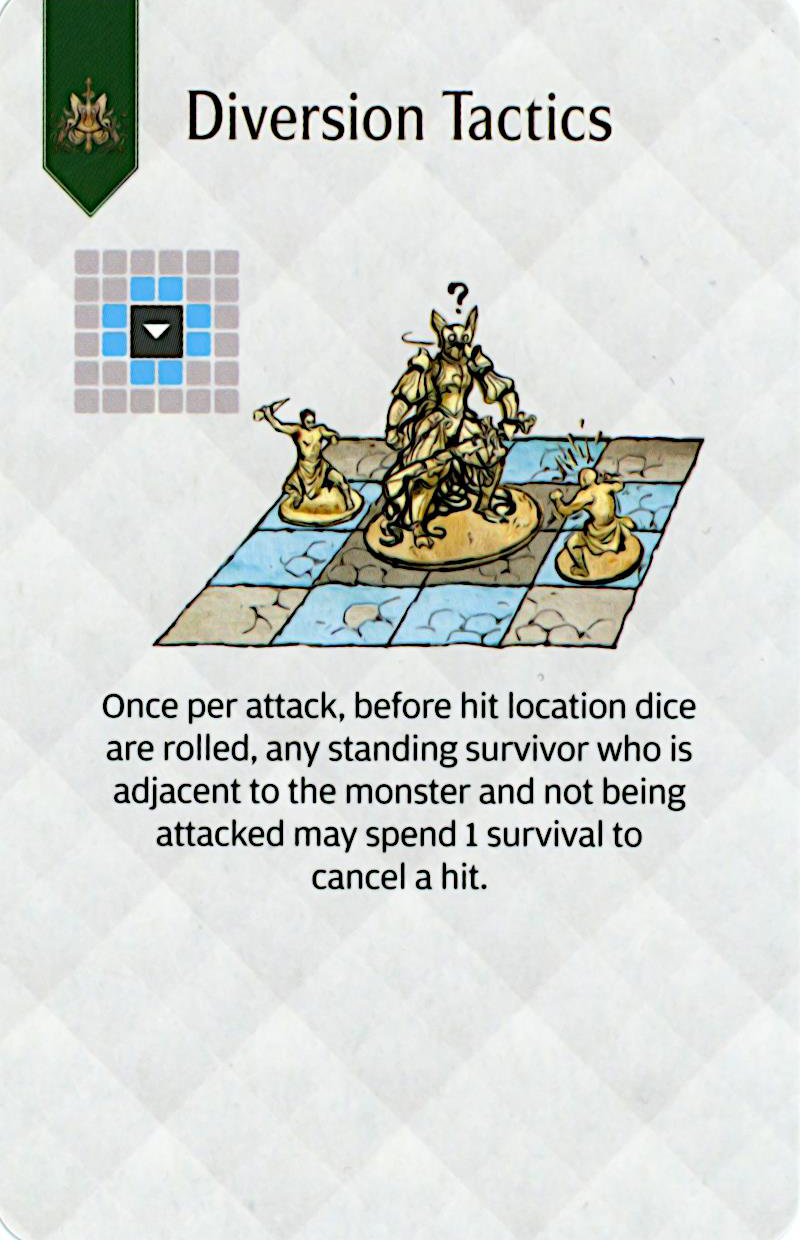 Diversion Tactics
?
Once per attack, before hit location dice
are rolled, any standing survivor who is
adjacent to the monster and not being
attacked may spend 1 survival to
cancel a hit.